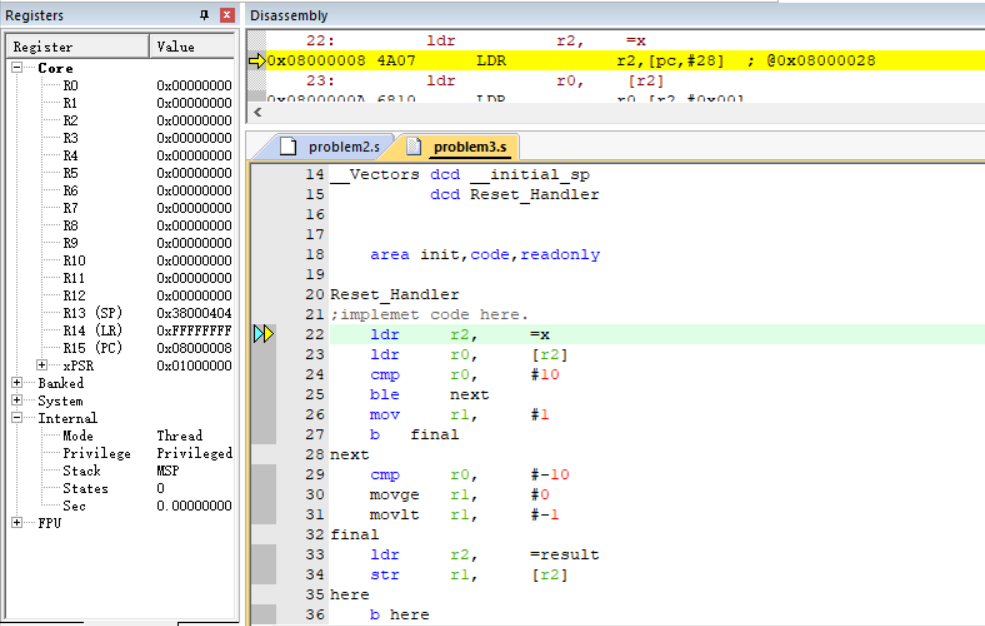 Registers
Register Value
Core
R0 0x00000000
R1 0x00000000
R2 0x00000000
R3 0x00000000
R4 0x00000000
R5 0x00000000
R6 0x00000000
R7 0x00000000
R8 0x00000000
R9 0x00000000
R10 0x00000000
R11 0x00000000
R12 0x00000000
R13 (SP) 0x38000404
R14 (LR) 0xFFFFFFFF
R15 (PC) 0x08000008
xPSR 0x01000000
Banked
System
Internal
Mode Thread
Privilege Privileged
Stack MSP
States 0
Sec 0.00000000
FPU
Disassembly
22: ldr r2, =x
0x08000008 4A07 LDR r2,[pc,#28] ; @0x08000028
23: ldr r0, [r2]
0x0800000A 6810 LDR r0,[r2,#0x00]
problem2.s problem3.s
14 __Vectors dcd __initial_sp
15 dcd Reset_Handler
16
17
18 area init,code,readonly
19
20 Reset_Handler
21 ;implemet code here.
22 ldr r2, =x
23 ldr r0, [r2]
24 cmp r0, #10
25 ble next
26 mov r1, #1
27 b final
28 next
29 cmp r0, #-10
30 movge r1, #0
31 movlt r1, #-1
32 final
33 ldr r2, =result
34 str r1, [r2]
35 here
36 b here